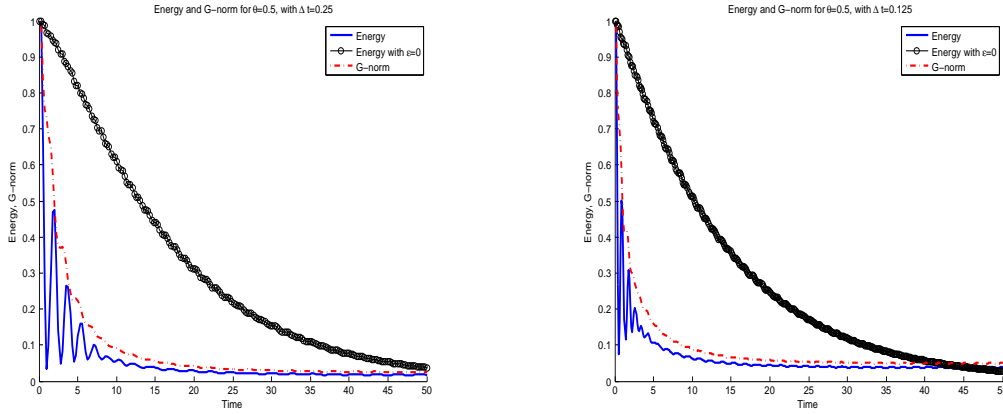 Energy and G−norm for θ=0.5, with Δ t=0.25
1
0.9
0.8
0.7
0.6
0.5
0.4
0.3
0.2
0.1
0
Energy, G−norm
0 5 10 15 20 25 30 35 40 45 50
Time
Energy
Energy with ε=0
G−norm
Energy and G−norm for θ=0.5, with Δ t=0.125
1
0.9
0.8
0.7
0.6
0.5
0.4
0.3
0.2
0.1
0
Energy, G−norm
0 5 10 15 20 25 30 35 40 45 50
Time
Energy
Energy with ε=0
G−norm